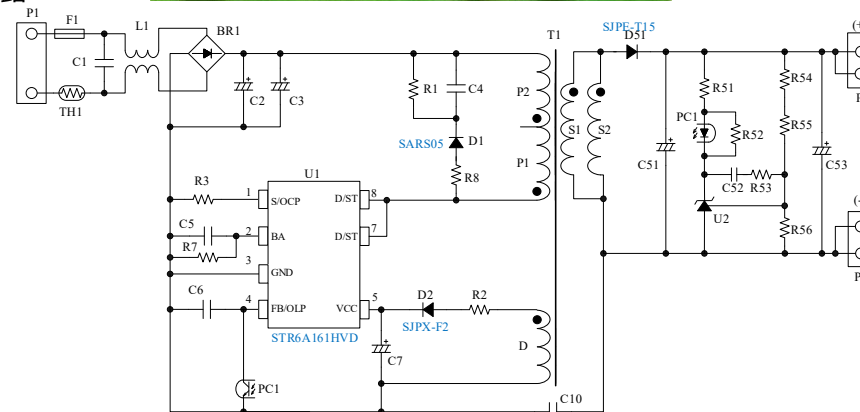 P1
F1
L1
BR1
C1
TH1
C2
C3
R1
C4
SARS05
D1
R8
T1
P2
P1
S1
S2
SJPE-T15
D51
C51
R51
PC1
R52
C52
R53
U2
R54
R55
R56
C53
(+
P
(-
P
U1
R3
1
S/OCP
D/ST
8
C5
2
BA
D/ST
7
R7
3
GND
C6
4
FB/OLP
VCC
5
STR6A161HVD
D2
SJPX-F2
R2
C7
D
PC1
C10